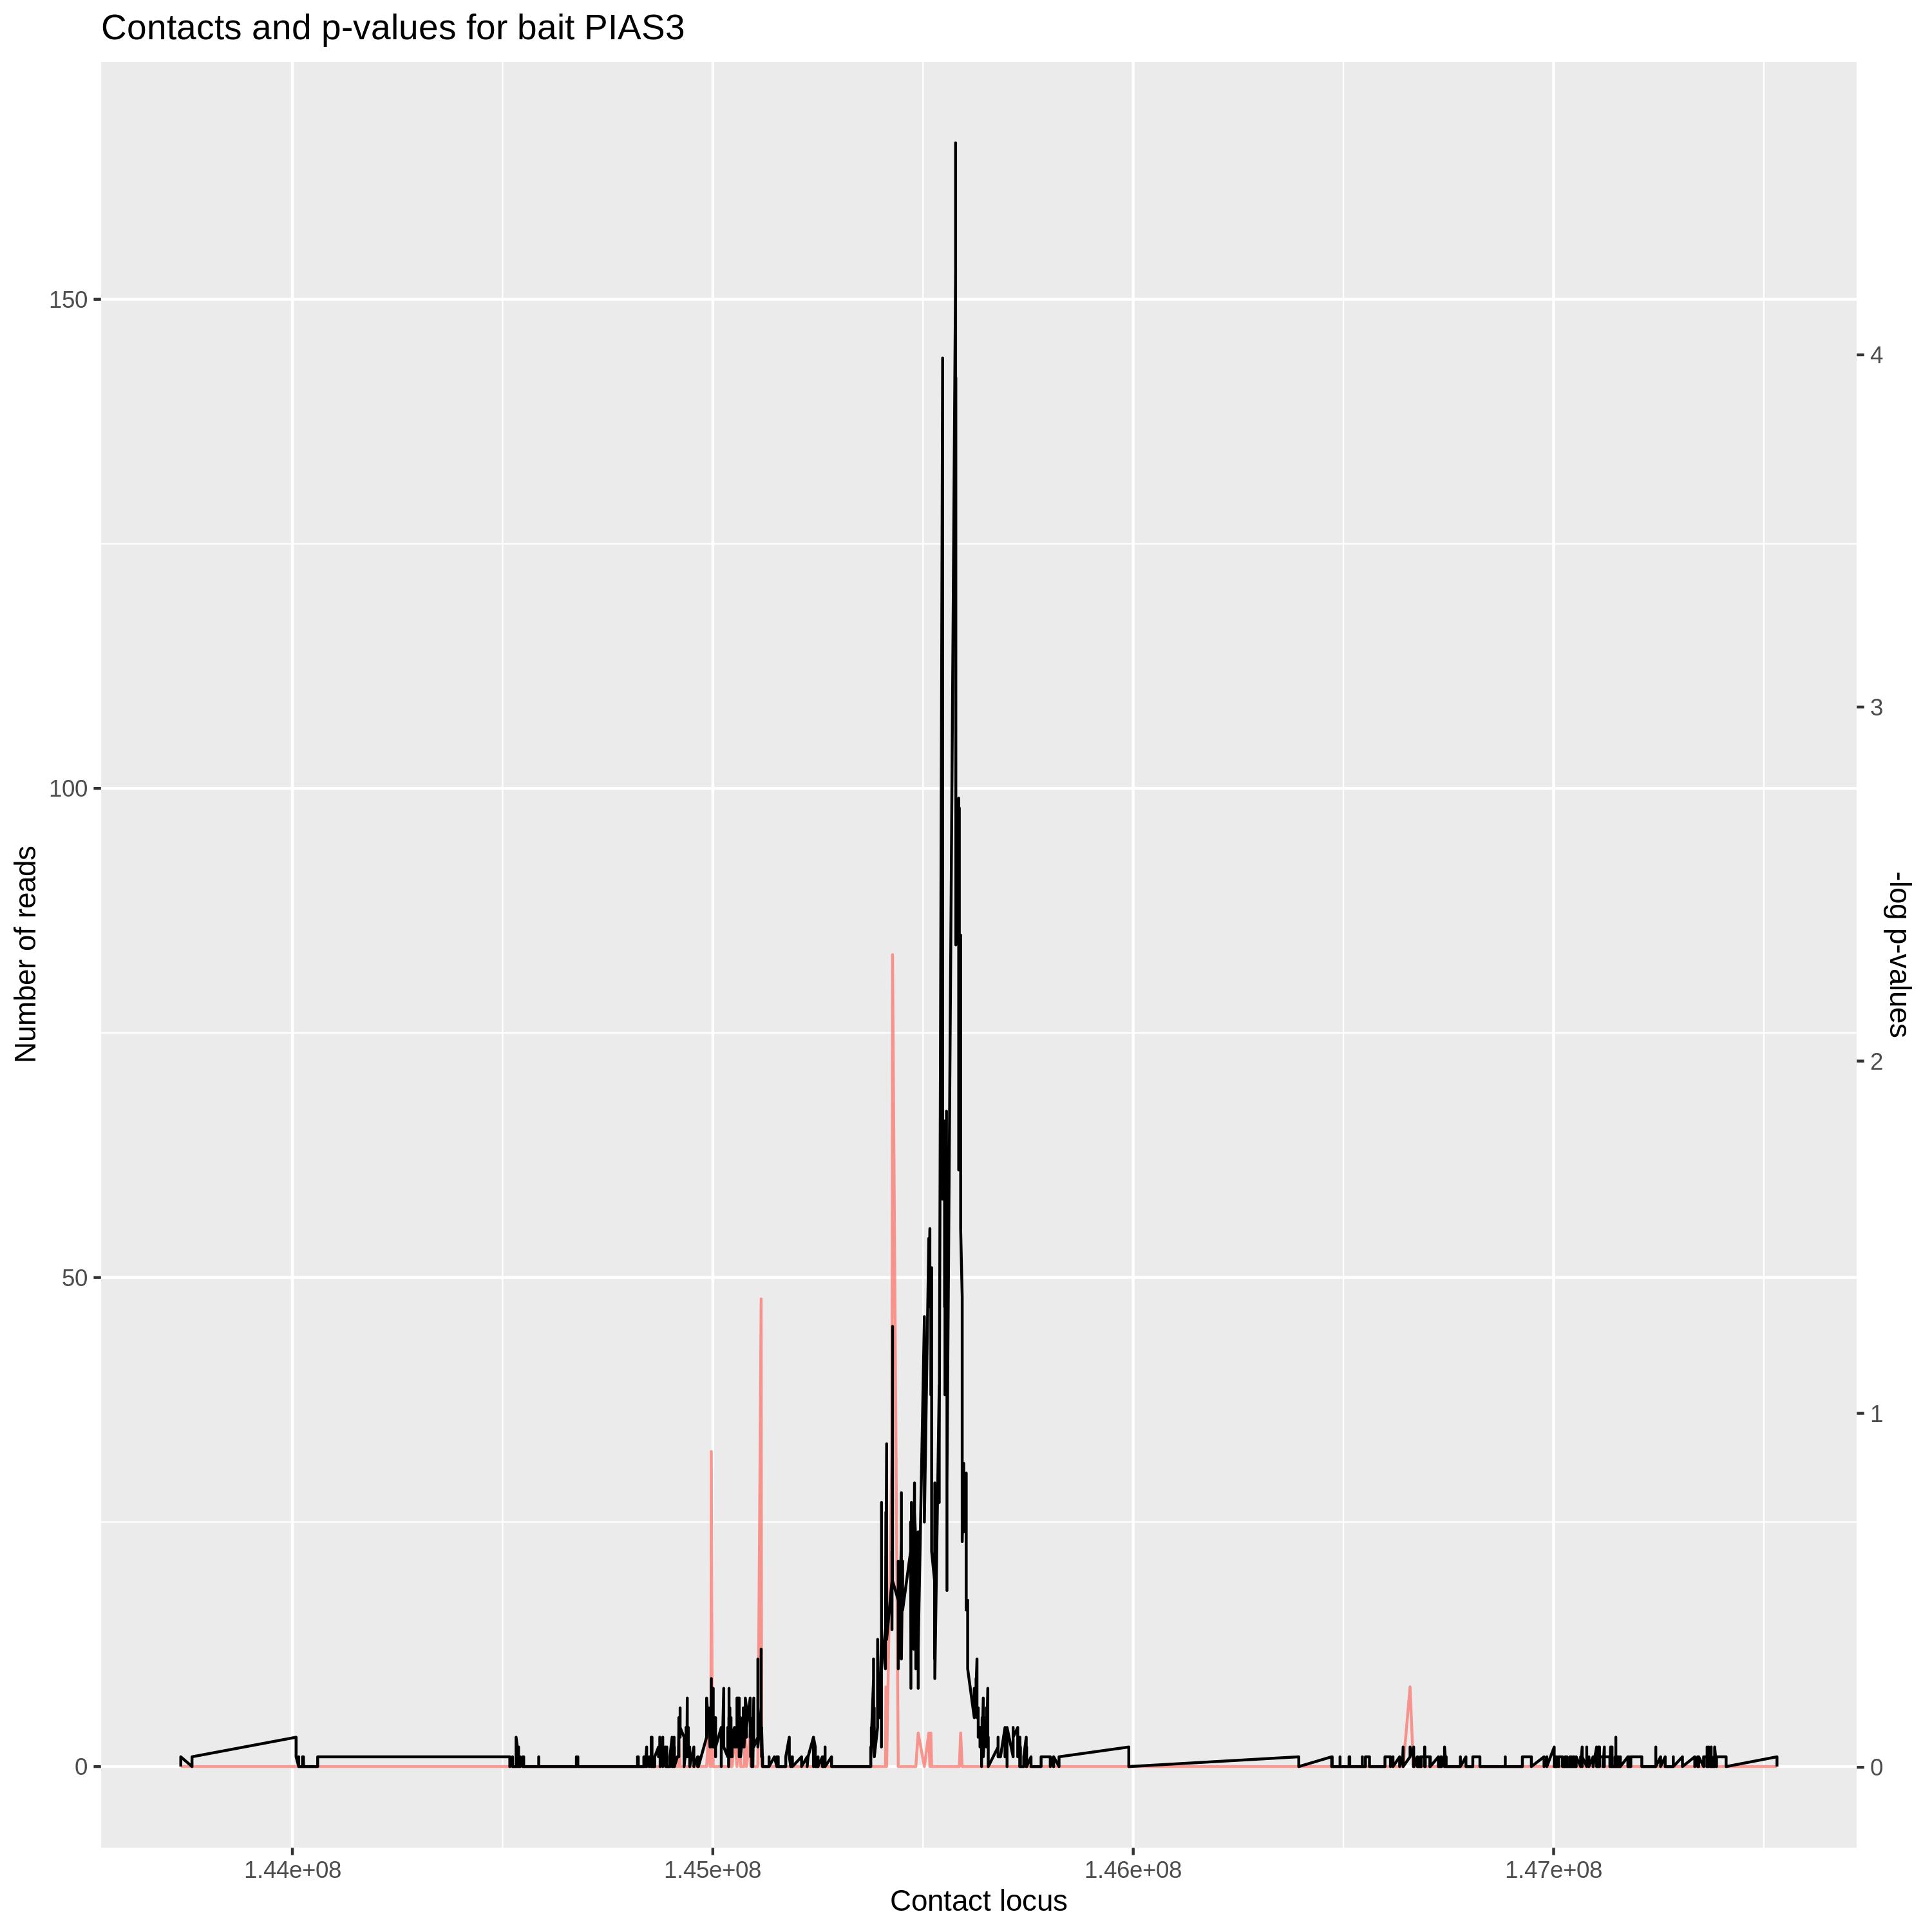 Contacts and p-values for bait PIAS3
150
100
50
0
Number of reads
4
3
2
1
0
-log p-values
1.44e+08
1.45e+08
1.46e+08
1.47e+08
Contact locus